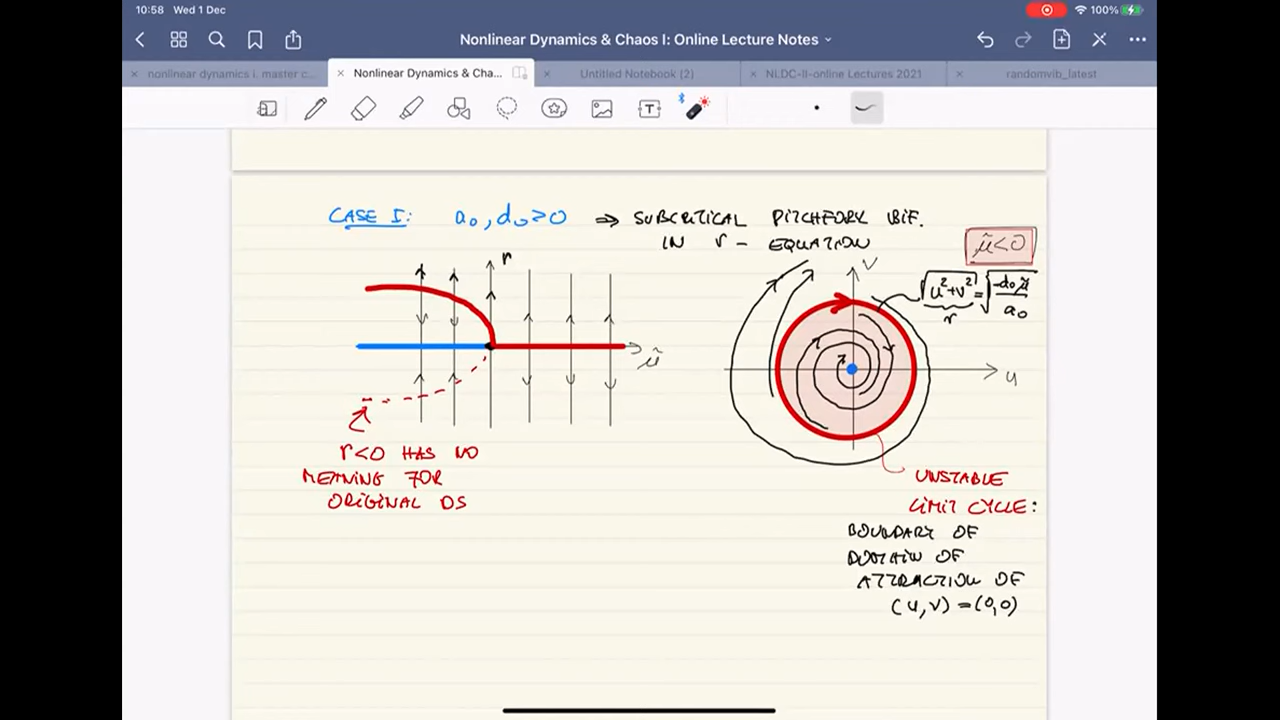 10:58 Wed 1 Dec
100%
Nonlinear Dynamics & Chaos I: Online Lecture Notes
nonlinear dynamics i. master c...
Nonlinear Dynamics & Cha...
Untitled Notebook (2)
NLDC-II-online Lectures 2021
randomvib_latest
CASE I: a₀, d₀ > 0 ⇒ SUBCRITICAL PITCHFORK BIF.
IN r - EQUATION
μ̃<0
r
μ̃
r<0 HAS NO
MEANING FOR
ORIGINAL DS
v
√(u²+v²) = √(-d₀μ̃/a₀)
r
u
UNSTABLE
LIMIT CYCLE:
BOUNDARY OF
DOMAIN OF
ATTRACTION OF
(u,v) = (0,0)